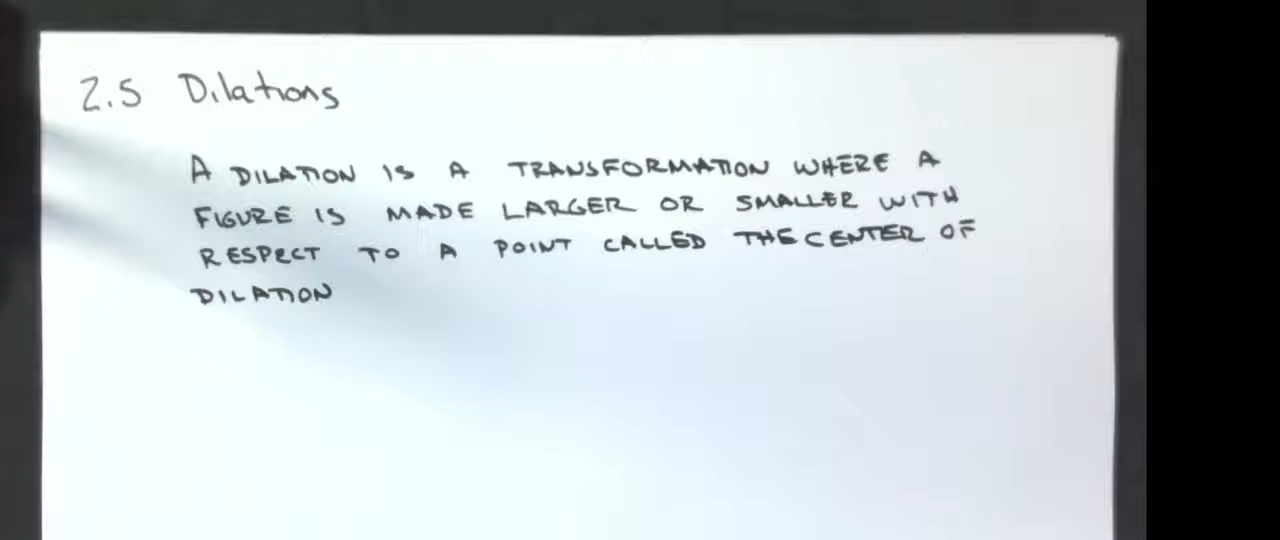 2.5 Dilations
A DILATION IS A TRANSFORMATION WHERE A
FIGURE IS MADE LARGER OR SMALLER WITH
RESPECT TO A POINT CALLED THE CENTER OF
DILATION